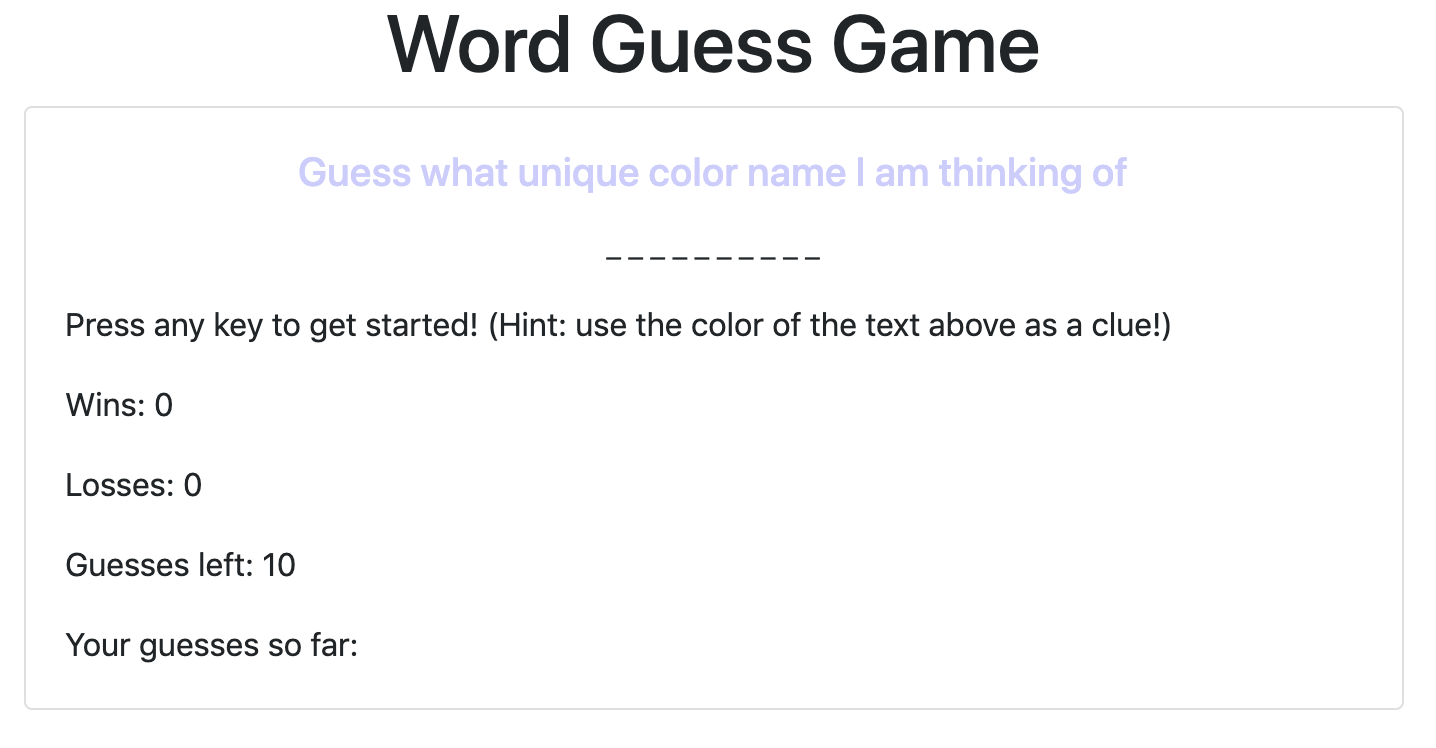 Word Guess Game
Guess what unique color name I am thinking of
_ _ _ _ _ _ _ _ _ _
Press any key to get started! (Hint: use the color of the text above as a clue!)
Wins: 0
Losses: 0
Guesses left: 10
Your guesses so far: